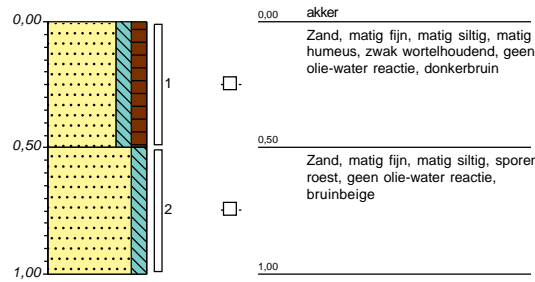 0,00
0,00
akker
Zand, matig fijn, matig siltig, matig
humeus, zwak wortelhoudend, geen
olie-water reactie, donkerbruin
1
0,50
0,50
Zand, matig fijn, matig siltig, sporen
roest, geen olie-water reactie,
bruinbeige
2
1,00
1,00